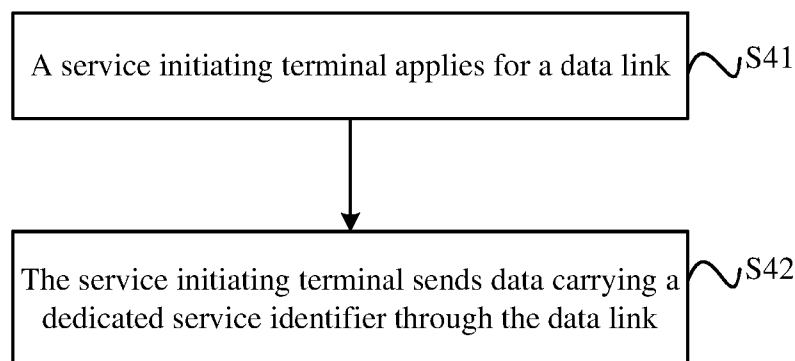 A service initiating terminal applies for a data link
S41
The service initiating terminal sends data carrying a
dedicated service identifier through the data link
S42